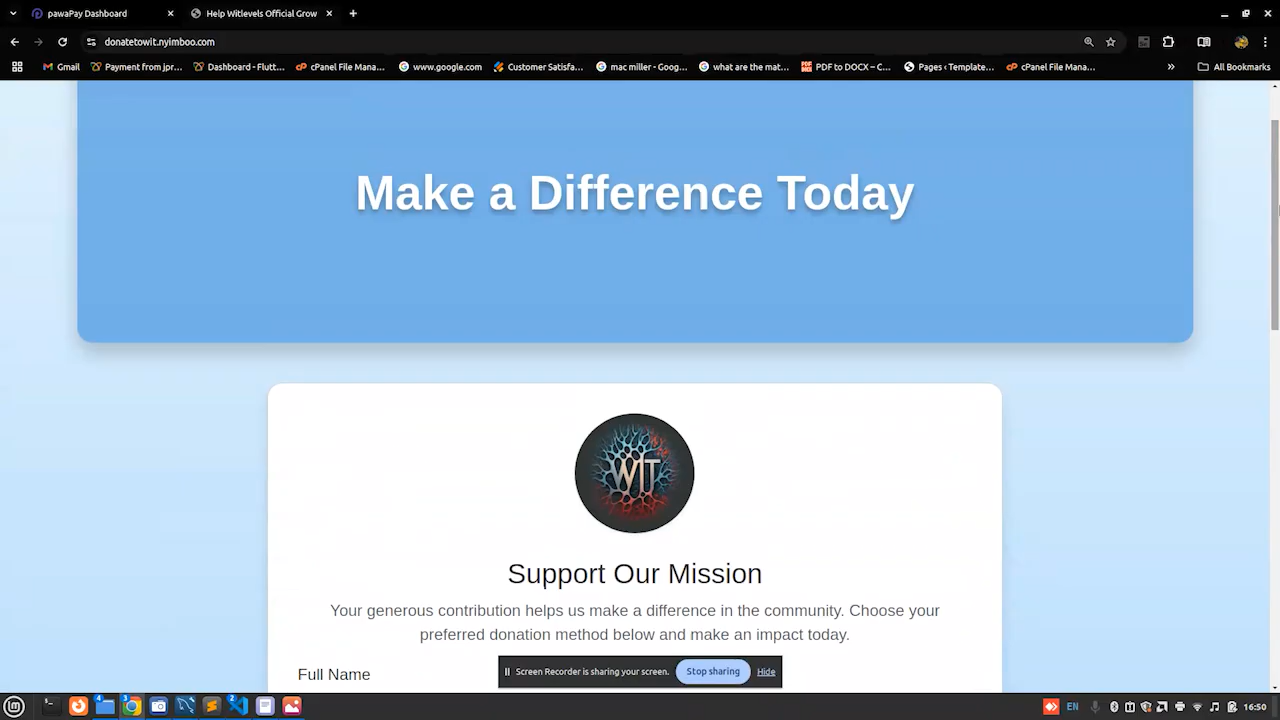 pawaPay Dashboard
Help Witlevels Official Grow
donatetowit.nyimboo.com
Gmail
Payment from jpr...
Dashboard - Flutt...
cPanel File Mana...
www.google.com
Customer Satisfa...
mac miller - Goog...
what are the mat...
PDF to DOCX – C...
Pages ‹ Template...
cPanel File Mana...
»
All Bookmarks
Make a Difference Today
WIT
Support Our Mission
Your generous contribution helps us make a difference in the community. Choose your
preferred donation method below and make an impact today.
Full Name
Screen Recorder is sharing your screen.
Stop sharing
Hide
4
3
2
EN
16:50